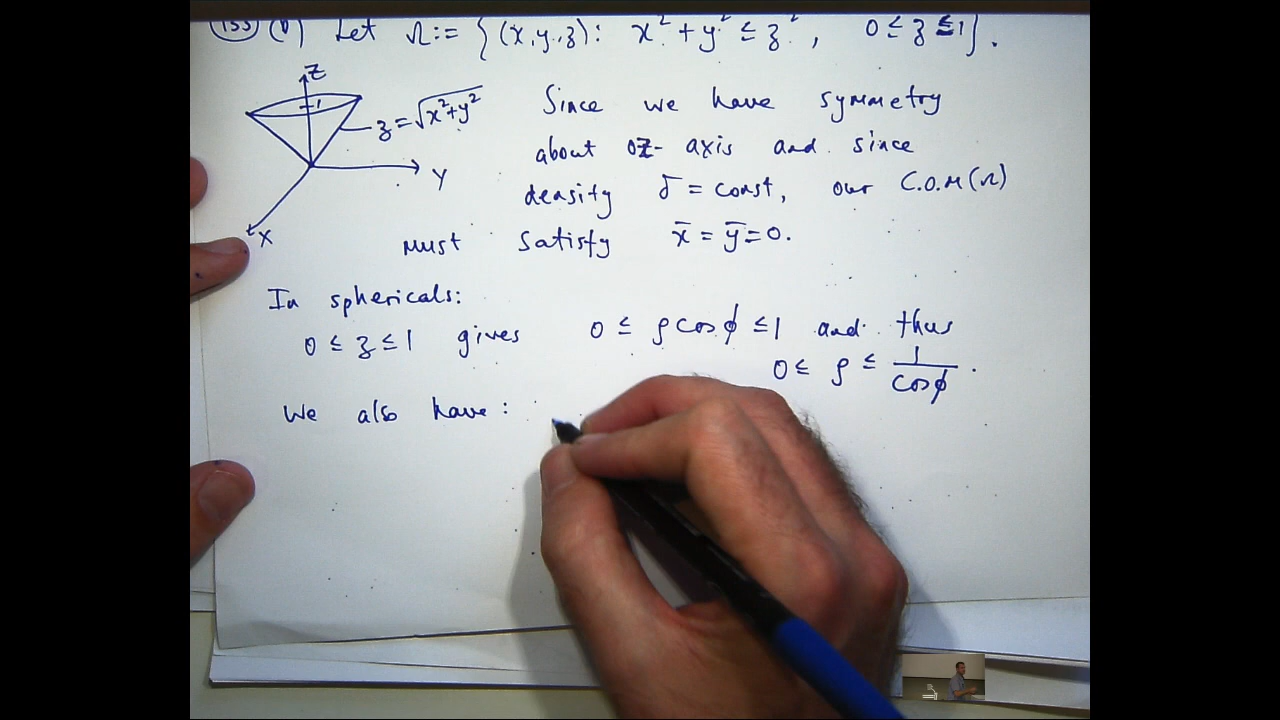 155 (b) Let Ω := { (x, y, z) : x² + y² ≤ z², 0 ≤ z ≤ 1 }.
Z
1
z = √x²+y²
Y
X
Since we have symmetry
about OZ- axis and since
density δ = const, our C.O.M(Ω)
must satisfy x̄ = ȳ = 0.
In sphericals:
0 ≤ z ≤ 1 gives 0 ≤ ρ cos ϕ ≤ 1 and thus
0 ≤ ρ ≤ 1/cos ϕ.
We also have: